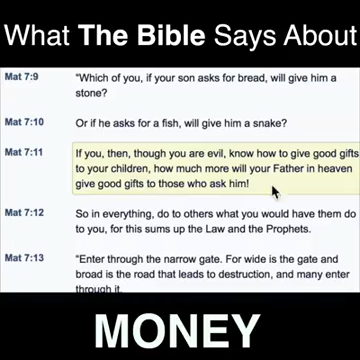 What The Bible Says About
Mat 7:9 "Which of you, if your son asks for bread, will give him a
stone?
Mat 7:10 Or if he asks for a fish, will give him a snake?
Mat 7:11 If you, then, though you are evil, know how to give good gifts
to your children, how much more will your Father in heaven
give good gifts to those who ask him!
Mat 7:12 So in everything, do to others what you would have them do
to you, for this sums up the Law and the Prophets.
Mat 7:13 "Enter through the narrow gate. For wide is the gate and
broad is the road that leads to destruction, and many enter
through it.
MONEY